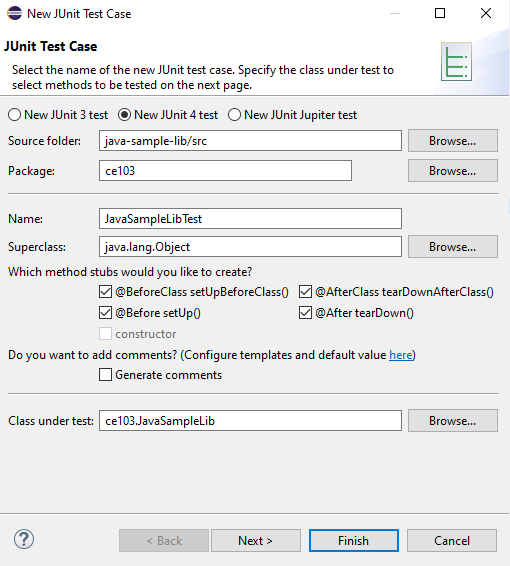 New JUnit Test Case
JUnit Test Case
Select the name of the new JUnit test case. Specify the class under test to
select methods to be tested on the next page.
New JUnit 3 test New JUnit 4 test New JUnit Jupiter test
Source folder: java-sample-lib/src Browse...
Package: ce103 Browse...
Name: JavaSampleLibTest
Superclass: java.lang.Object Browse...
Which method stubs would you like to create?
@BeforeClass setUpBeforeClass() @AfterClass tearDownAfterClass()
@Before setUp() @After tearDown()
constructor
Do you want to add comments? (Configure templates and default value here)
Generate comments
Class under test: ce103.JavaSampleLib Browse...
? < Back Next > Finish Cancel